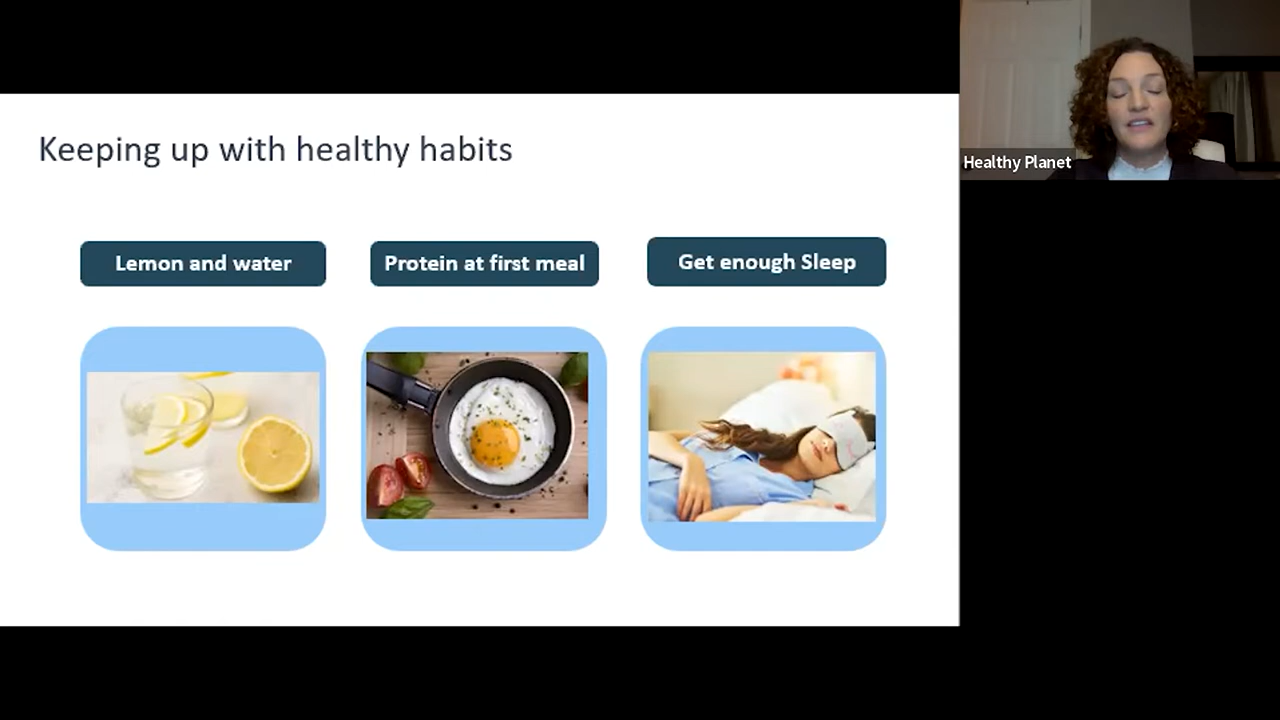 Keeping up with healthy habits
Lemon and water
Protein at first meal
Get enough Sleep
Healthy Planet